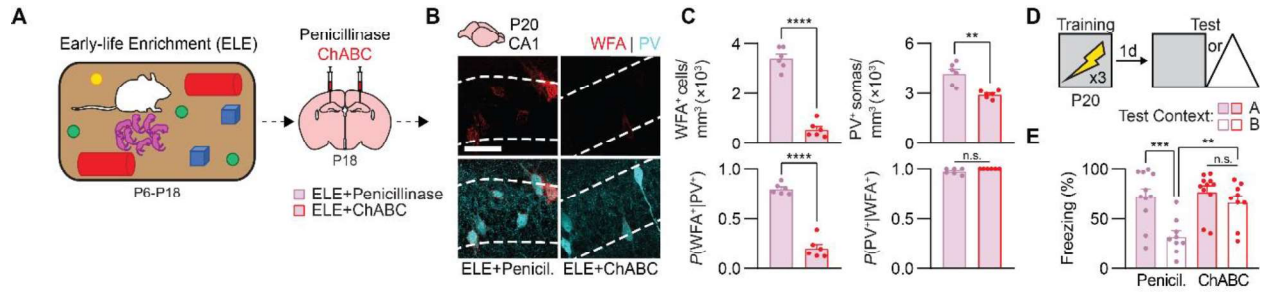 A
Early-life Enrichment (ELE)
P6-P18
Penicillinase
ChABC
P18
ELE+Penicillinase
ELE+ChABC
B
P20
CA1
WFA | PV
ELE+Penicil.
ELE+ChABC
C
****
WFA⁺ cells/
mm³ (×10³)
4
2
0
**
PV⁺ somas/
mm³ (×10³)
6
3
0
****
P(WFA⁺|PV⁺)
1.0
0.5
0.0
n.s.
P(PV⁺|WFA⁺)
1.0
0.5
0.0
D
Training
Test
1d
or
x3
P20
Test Context:
A
B
E
***
**
n.s.
Freezing (%)
100
50
0
Penicil.
ChABC